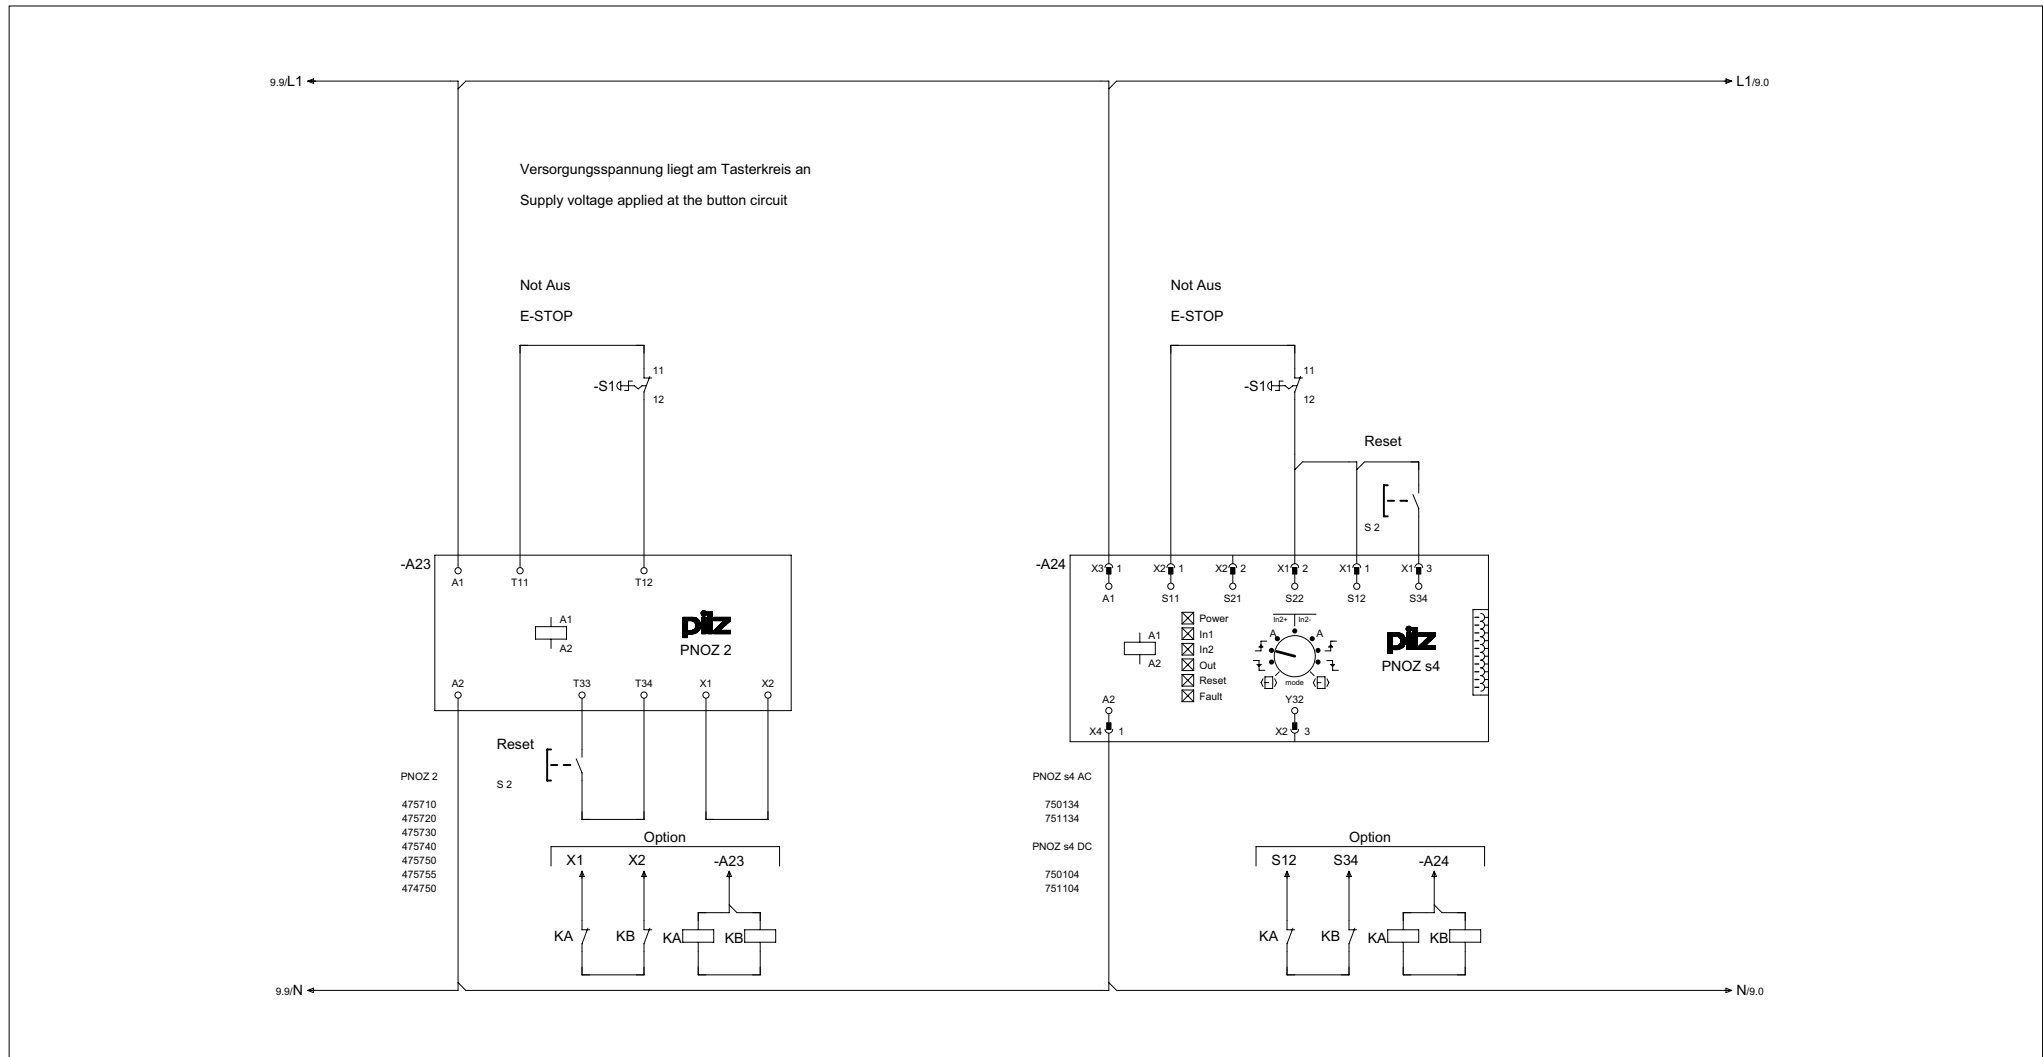 9.9/L1
L1/9.0
Versorgungsspannung liegt am Tasterkreis an
Supply voltage applied at the button circuit
Not Aus
E-STOP
-S1
11
12
-A23
A1
T11
T12
A1
A2
pilz
PNOZ 2
A2
T33
T34
X1
X2
Reset
S 2
PNOZ 2
475710
475720
475730
475740
475750
475755
474750
Option
X1
X2
-A23
KA
KB
KA
KB
Not Aus
E-STOP
-S1
11
12
Reset
S 2
-A24
X3 1
X2 1
X2 2
X1 2
X1 1
X1 3
A1
S11
S21
S22
S12
S34
A1
A2
Power
In1
In2
Out
Reset
Fault
In2+
In2-
A
A
mode
pilz
PNOZ s4
A2
Y32
X4 1
X2 3
PNOZ s4 AC
750134
751134
PNOZ s4 DC
750104
751104
Option
S12
S34
-A24
KA
KB
KA
KB
9.9/N
N/9.0